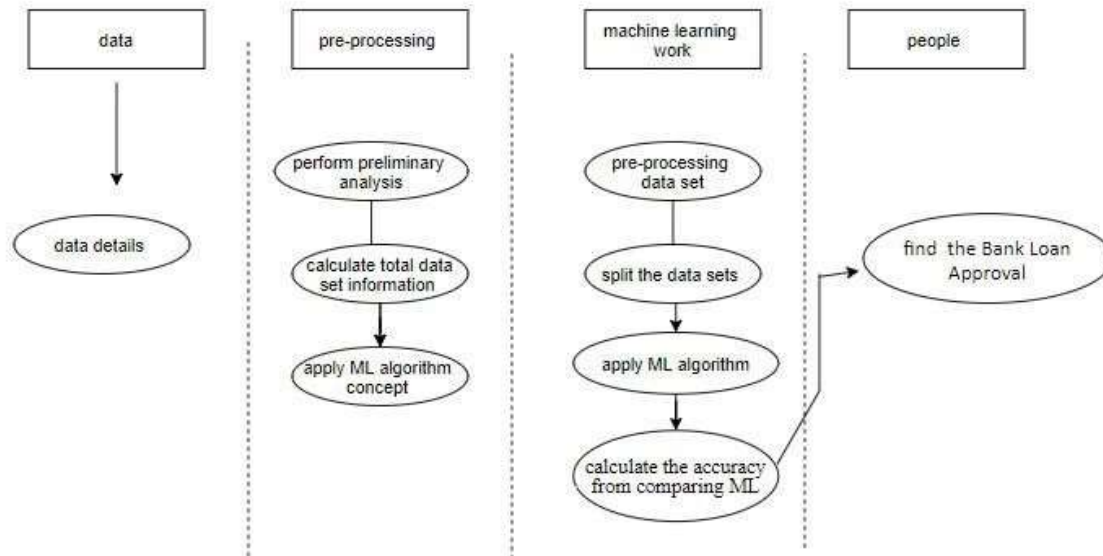 data
pre-processing
machine learning
work
people
data details
perform preliminary
analysis
calculate total data
set information
apply ML algorithm
concept
pre-processing
data set
split the data sets
apply ML algorithm
calculate the accuracy
from comparing ML
find the Bank Loan
Approval